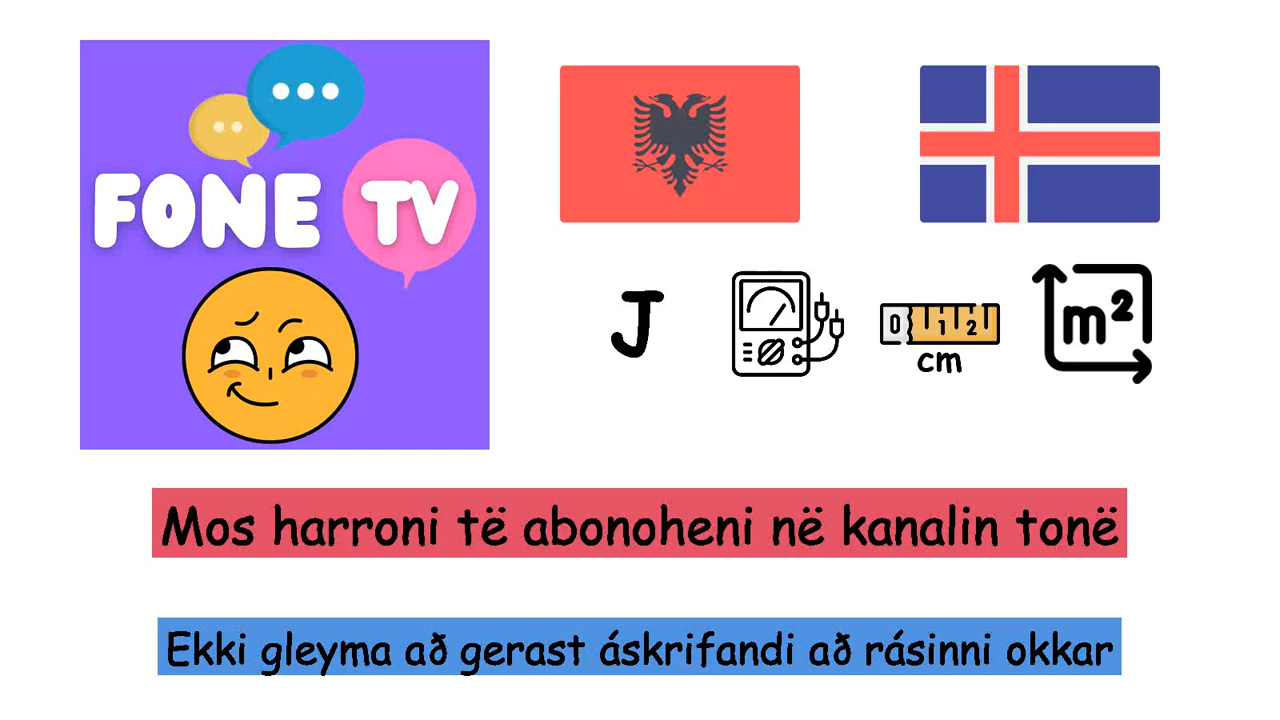 FONE TV
J
0 1 2
cm
m²
Mos harroni të abonoheni në kanalin tonë
Ekki gleyma að gerast áskrifandi að rásinni okkar